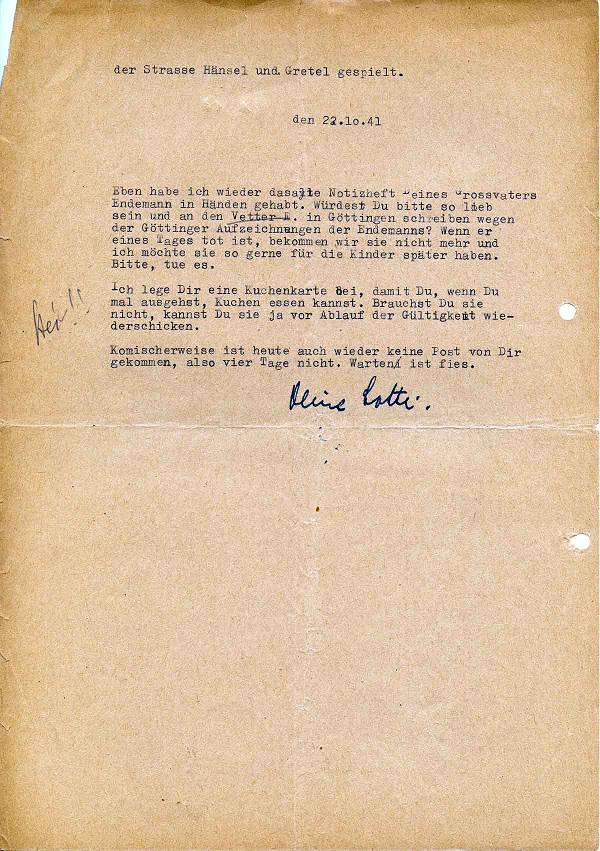 der Strasse Hänsel und Gretel gespielt.
den 22.10.41
Eben habe ich wieder das alte Notizheft Deines Grossvaters
Endemann in Händen gehabt. Würdest Du bitte so lieb
sein und an den Vetter E. in Göttingen schreiben wegen
der Göttinger Aufzeichnungen der Endemanns? Wenn er
eines Tages tot ist, bekommen wir sie nicht mehr und
ich möchte sie so gerne für die Kinder später haben.
Bitte, tue es.
Ich lege Dir eine Kuchenkarte bei, damit Du, wenn Du
mal ausgehst, Kuchen essen kannst. Brauchst Du sie
nicht, kannst Du sie ja vor Ablauf der Gültigkeit wie-
derschicken.
Komischerweise ist heute auch wieder keine Post von Dir
gekommen, also vier Tage nicht. Warten ist fies.
Deine Lotte.